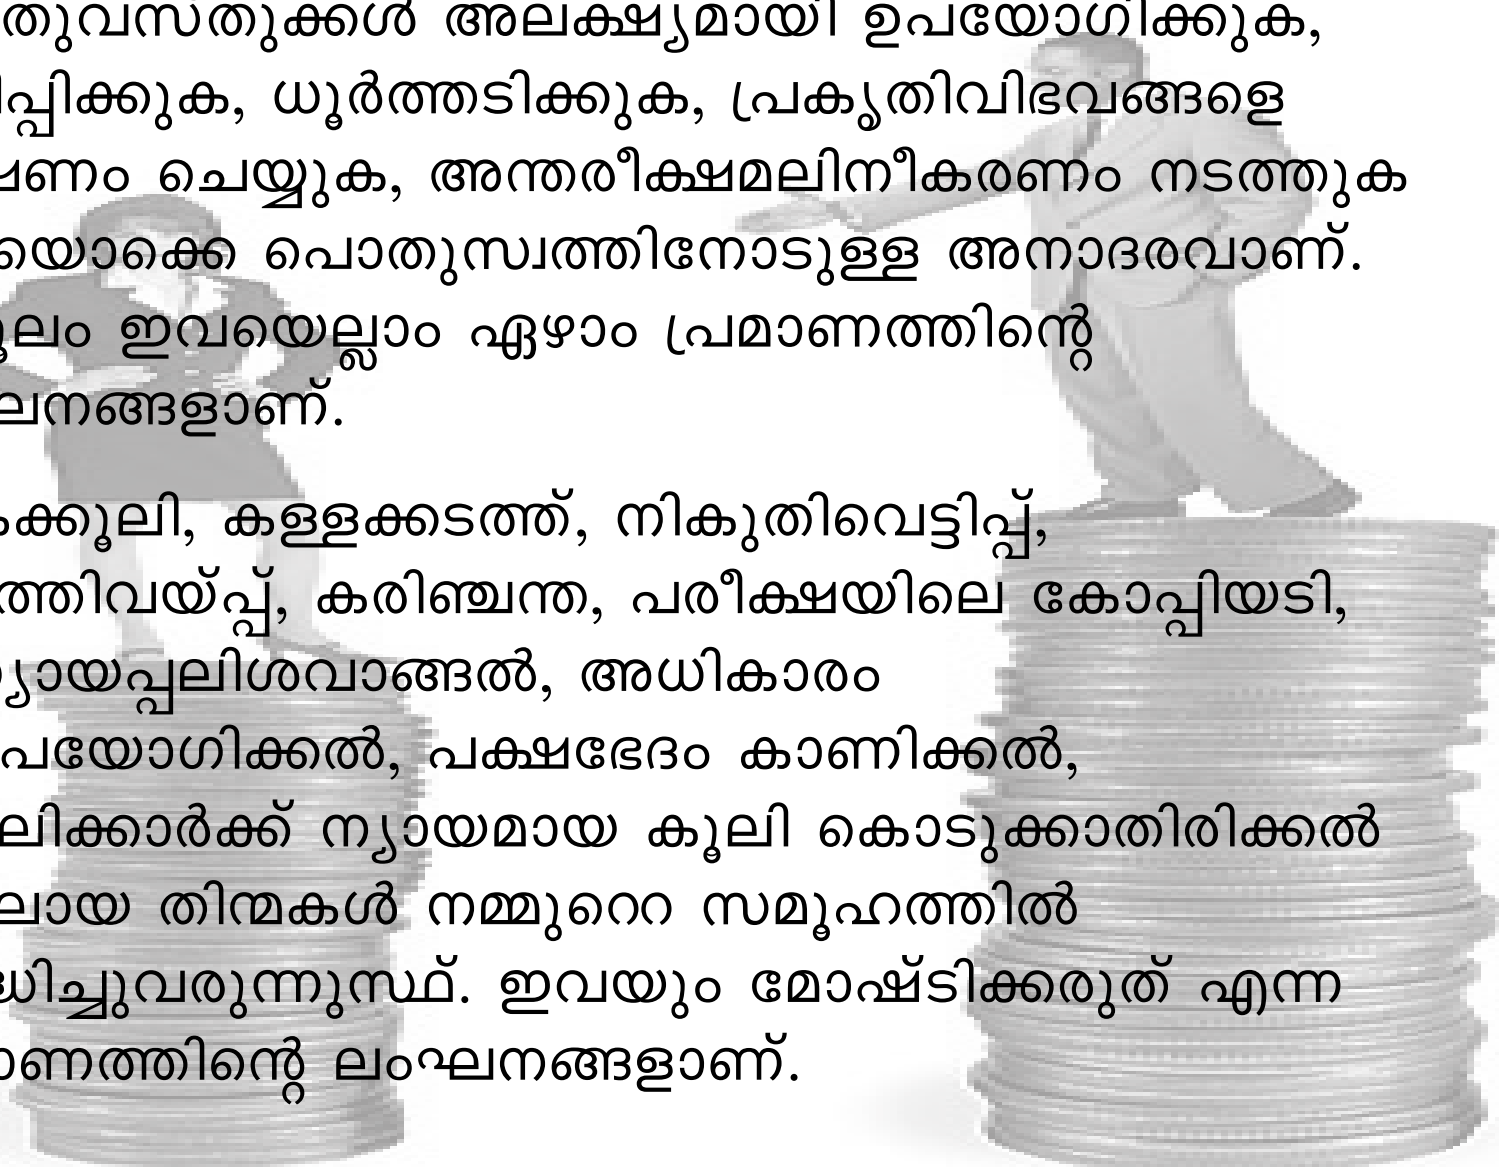 തുവസ്തുക്കൾ അലക്ഷ്യമായി ഉപയോഗിക്കുക,
പ്പിക്കുക, ധൂർത്തടിക്കുക, പ്രകൃതിവിഭവങ്ങളെ
ഷണം ചെയ്യുക, അന്തരീക്ഷമലിനീകരണം നടത്തുക
യൊക്കെ പൊതുസ്വത്തിനോടുള്ള അനാദരവാണ്.
ലം ഇവയെല്ലാം ഏഴാം പ്രമാണത്തിന്റെ
ലനങ്ങളാണ്.
ക്കൂലി, കള്ളക്കടത്ത്, നികുതിവെട്ടിപ്പ്,
ത്തിവയ്പ്പ്, കരിഞ്ചന്ത, പരീക്ഷയിലെ കോപ്പിയടി,
യായപ്പലിശവാങ്ങൽ, അധികാരം
പയോഗിക്കൽ, പക്ഷഭേദം കാണിക്കൽ,
ലിക്കാർക്ക് ന്യായമായ കൂലി കൊടുക്കാതിരിക്കൽ
ലായ തിന്മകൾ നമ്മുറെറ സമൂഹത്തിൽ
ധിച്ചുവരുന്നുസ്ഥ്. ഇവയും മോഷ്ടിക്കരുത് എന്ന
ണത്തിന്റെ ലംഘനങ്ങളാണ്.